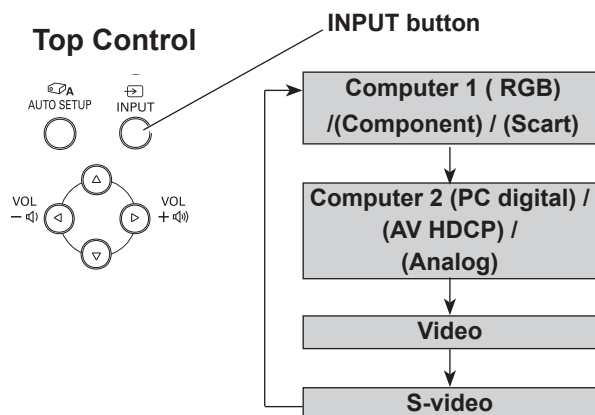 Top Control
INPUT button
A
AUTO SETUP
INPUT
VOL
-
VOL
+
Computer 1 ( RGB)
/(Component) / (Scart)
Computer 2 (PC digital) /
(AV HDCP) /
(Analog)
Video
S-video